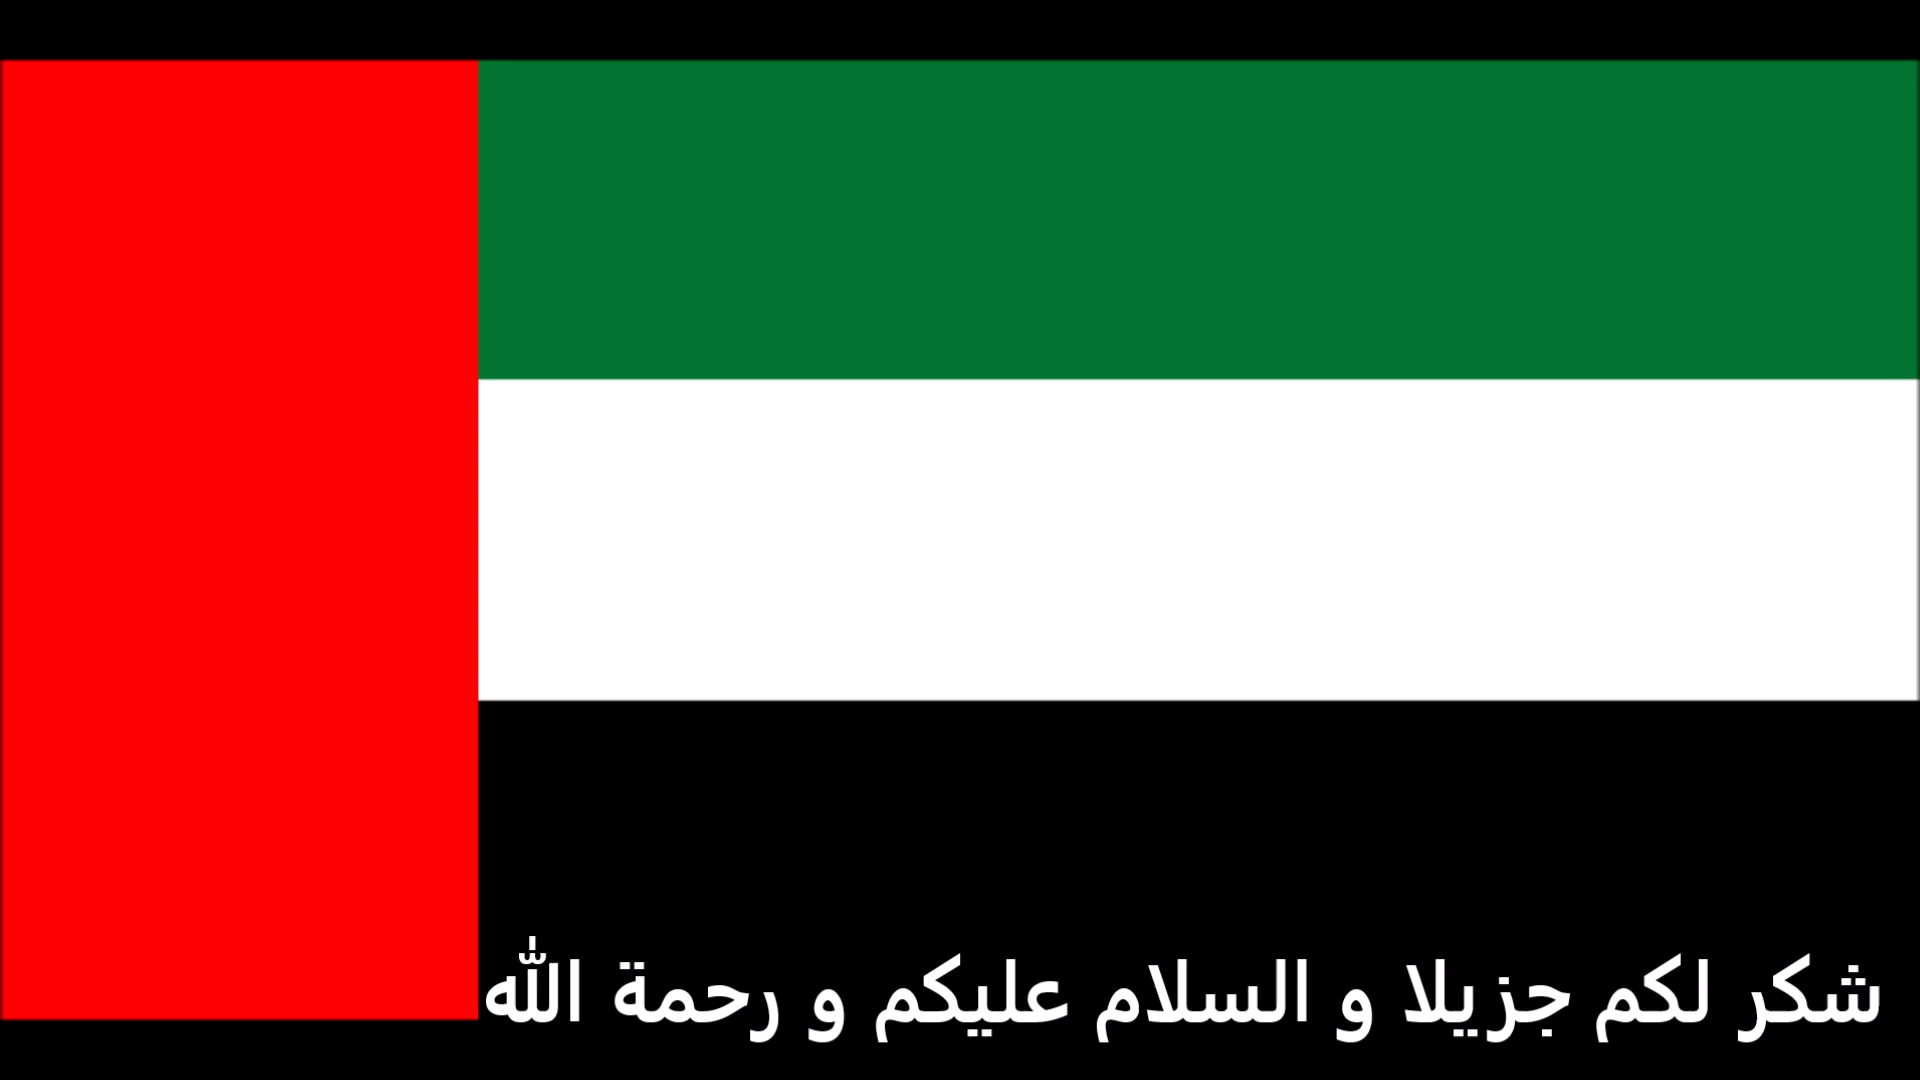 شكر لكم جزيلا و السلام عليكم و رحمة الله